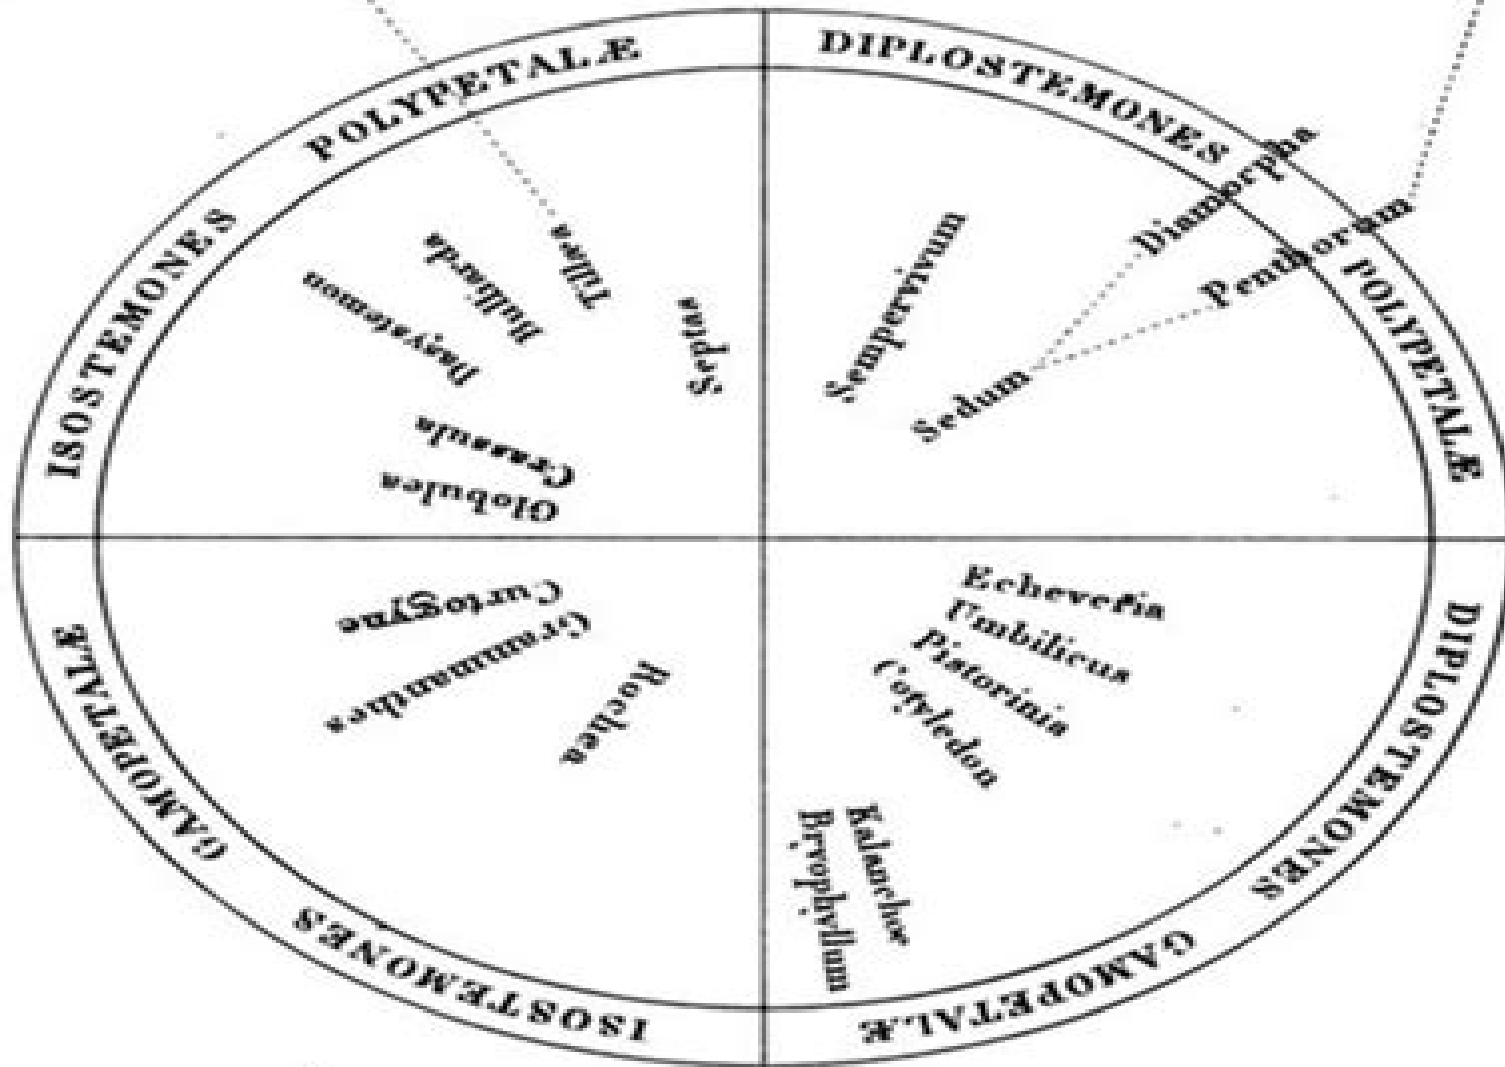 ISOSTEMONES POLYPETALÆ
DIPLOSTEMONES POLYPETALÆ
DIPLOSTEMONES GAMOPETALÆ
ISOSTEMONES GAMOPETALÆ
Septas
Tillæa
Bulliarda
Dasystemon
Crassula
Globulea
Sempervivum
Sedum
Diamorpha
Penthorum
Echeveria
Umbilicus
Pistorinia
Cotyledon
Kalanchoe
Bryophyllum
Rochea
Grammanthes
Curtogyne